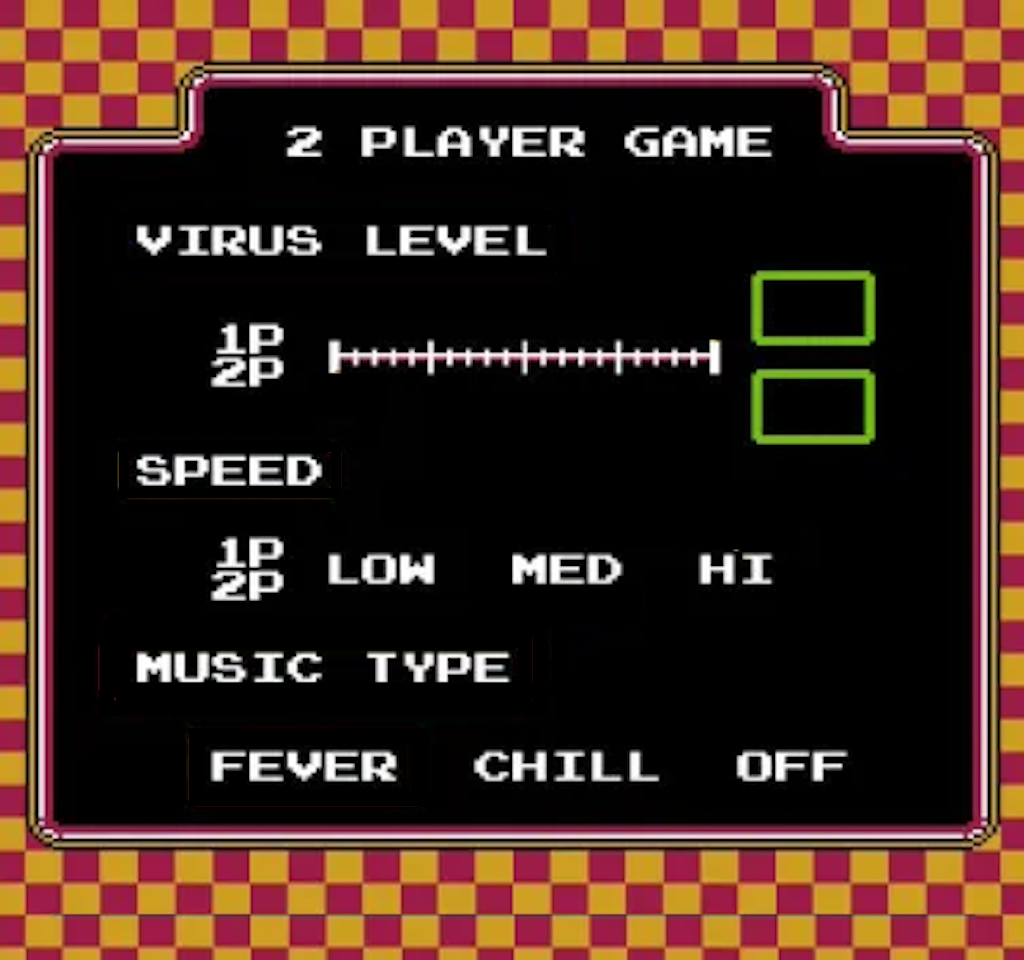 2 PLAYER GAME
VIRUS LEVEL
1P
2P
SPEED
1P
2P
LOW MED HI
MUSIC TYPE
FEVER CHILL OFF